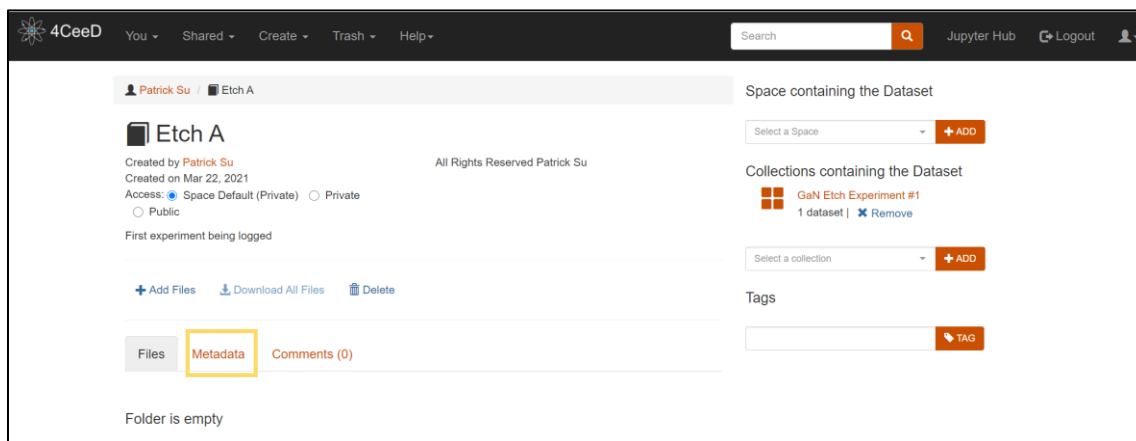 4CeeD You Shared Create Trash Help Search Jupyter Hub Logout
Patrick Su / Etch A
Etch A
Created by Patrick Su
All Rights Reserved Patrick Su
Created on Mar 22, 2021
Access: Space Default (Private) Private
Public
First experiment being logged
Add Files Download All Files Delete
Files Metadata Comments (0)
Folder is empty
Space containing the Dataset
Select a Space + ADD
Collections containing the Dataset
GaN Etch Experiment #1
1 dataset | Remove
Select a collection + ADD
Tags
TAG